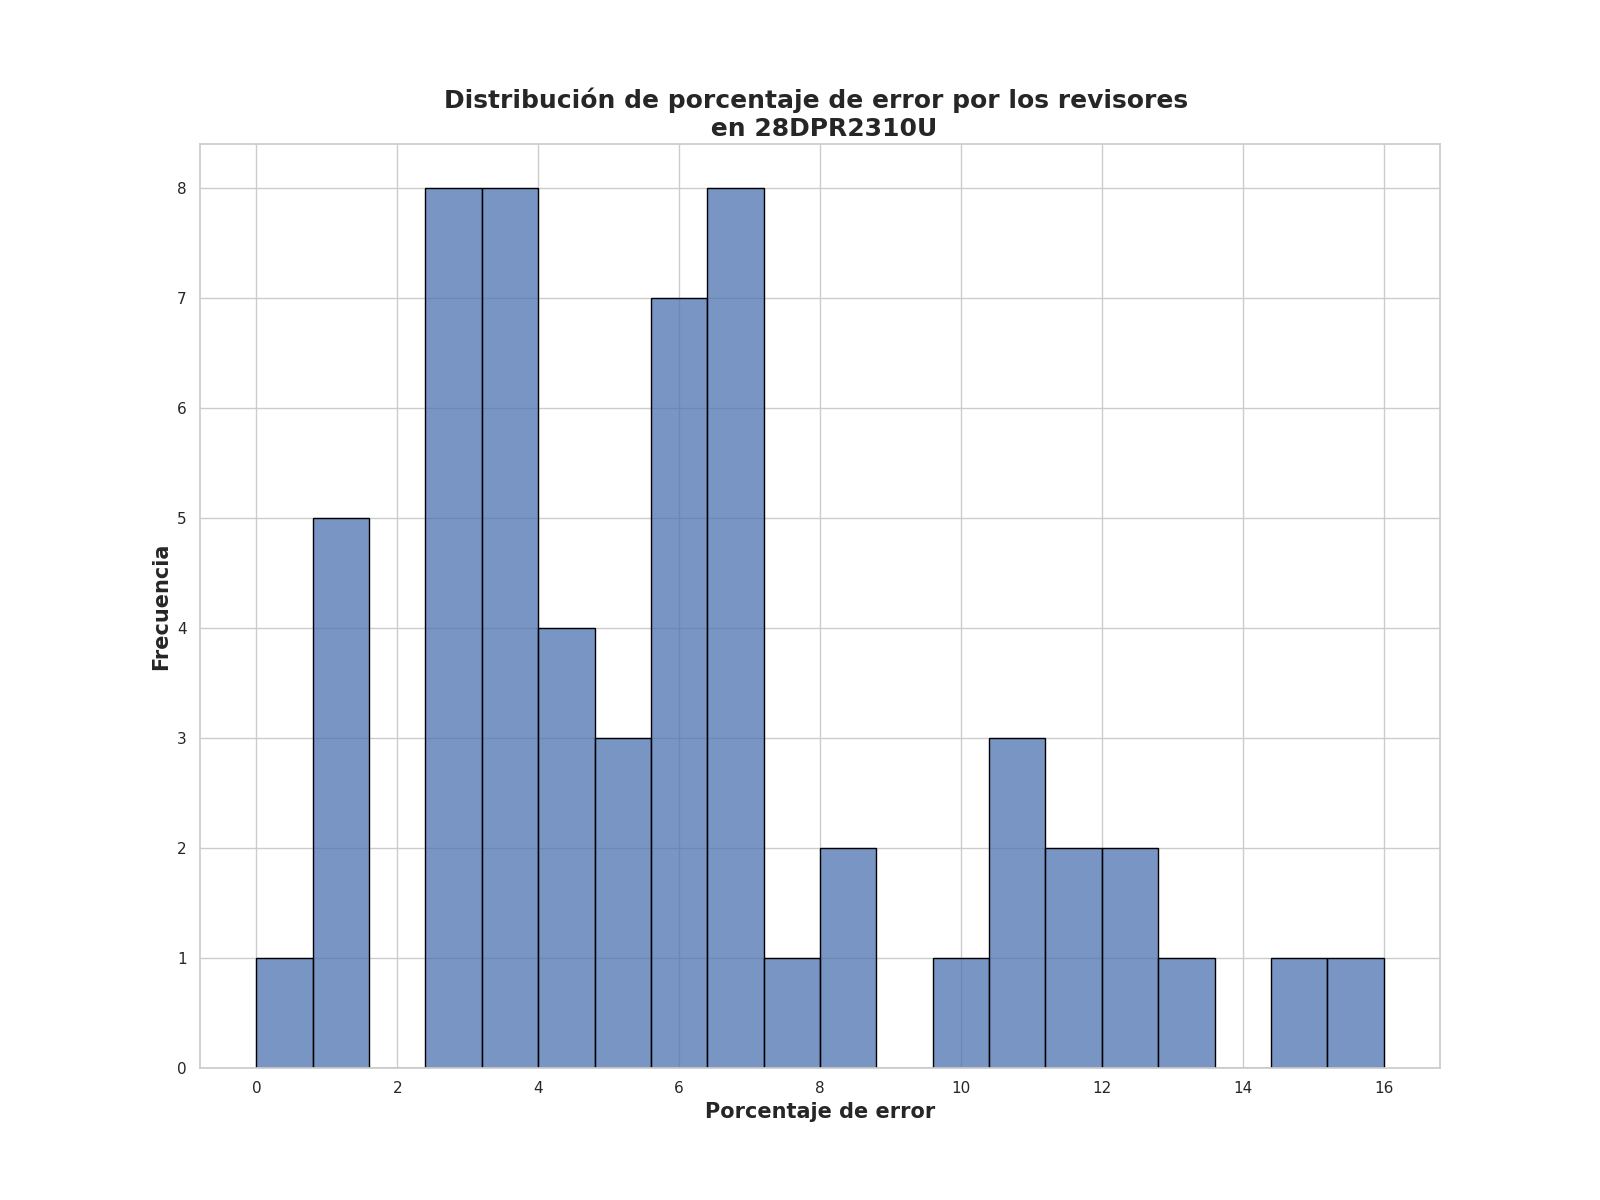 Distribución de porcentaje de error por los revisores
en 28DPR2310U
8
7
6
5
4
3
2
1
0
Frecuencia
0 2 4 6 8 10 12 14 16
Porcentaje de error